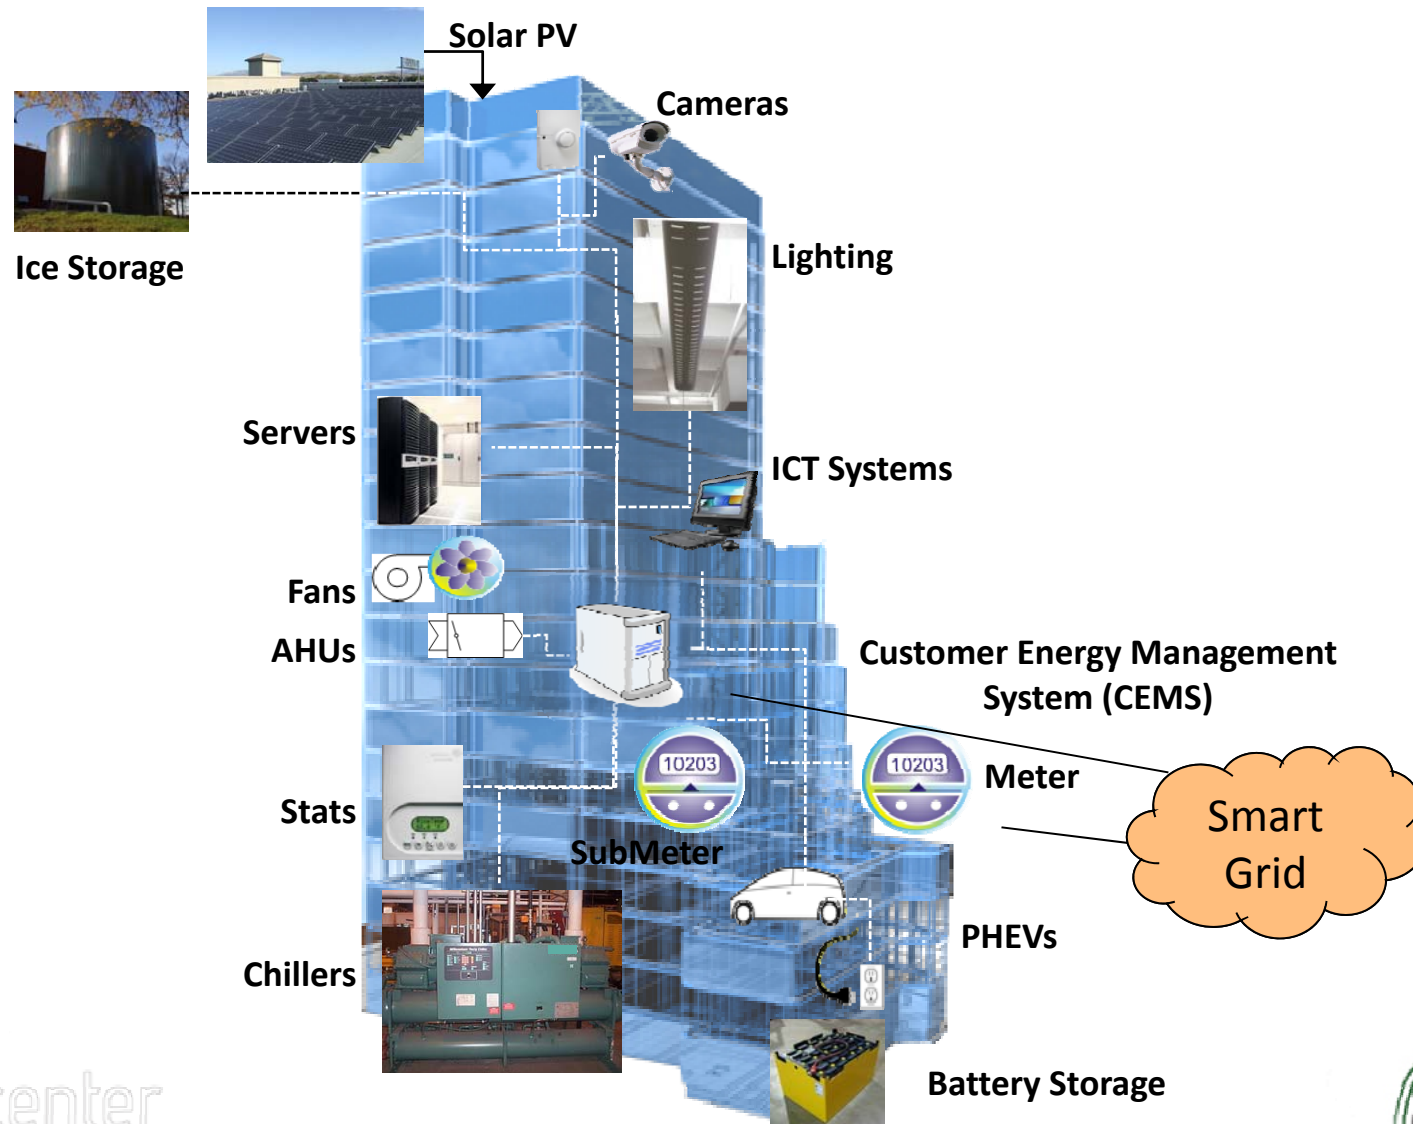 Solar PV
Cameras
Ice Storage
Lighting
Servers
ICT Systems
Fans
AHUs
Customer Energy Management
System (CEMS)
10203
10203
Meter
Stats
SubMeter
Smart
Grid
PHEVs
Chillers
Battery Storage
center